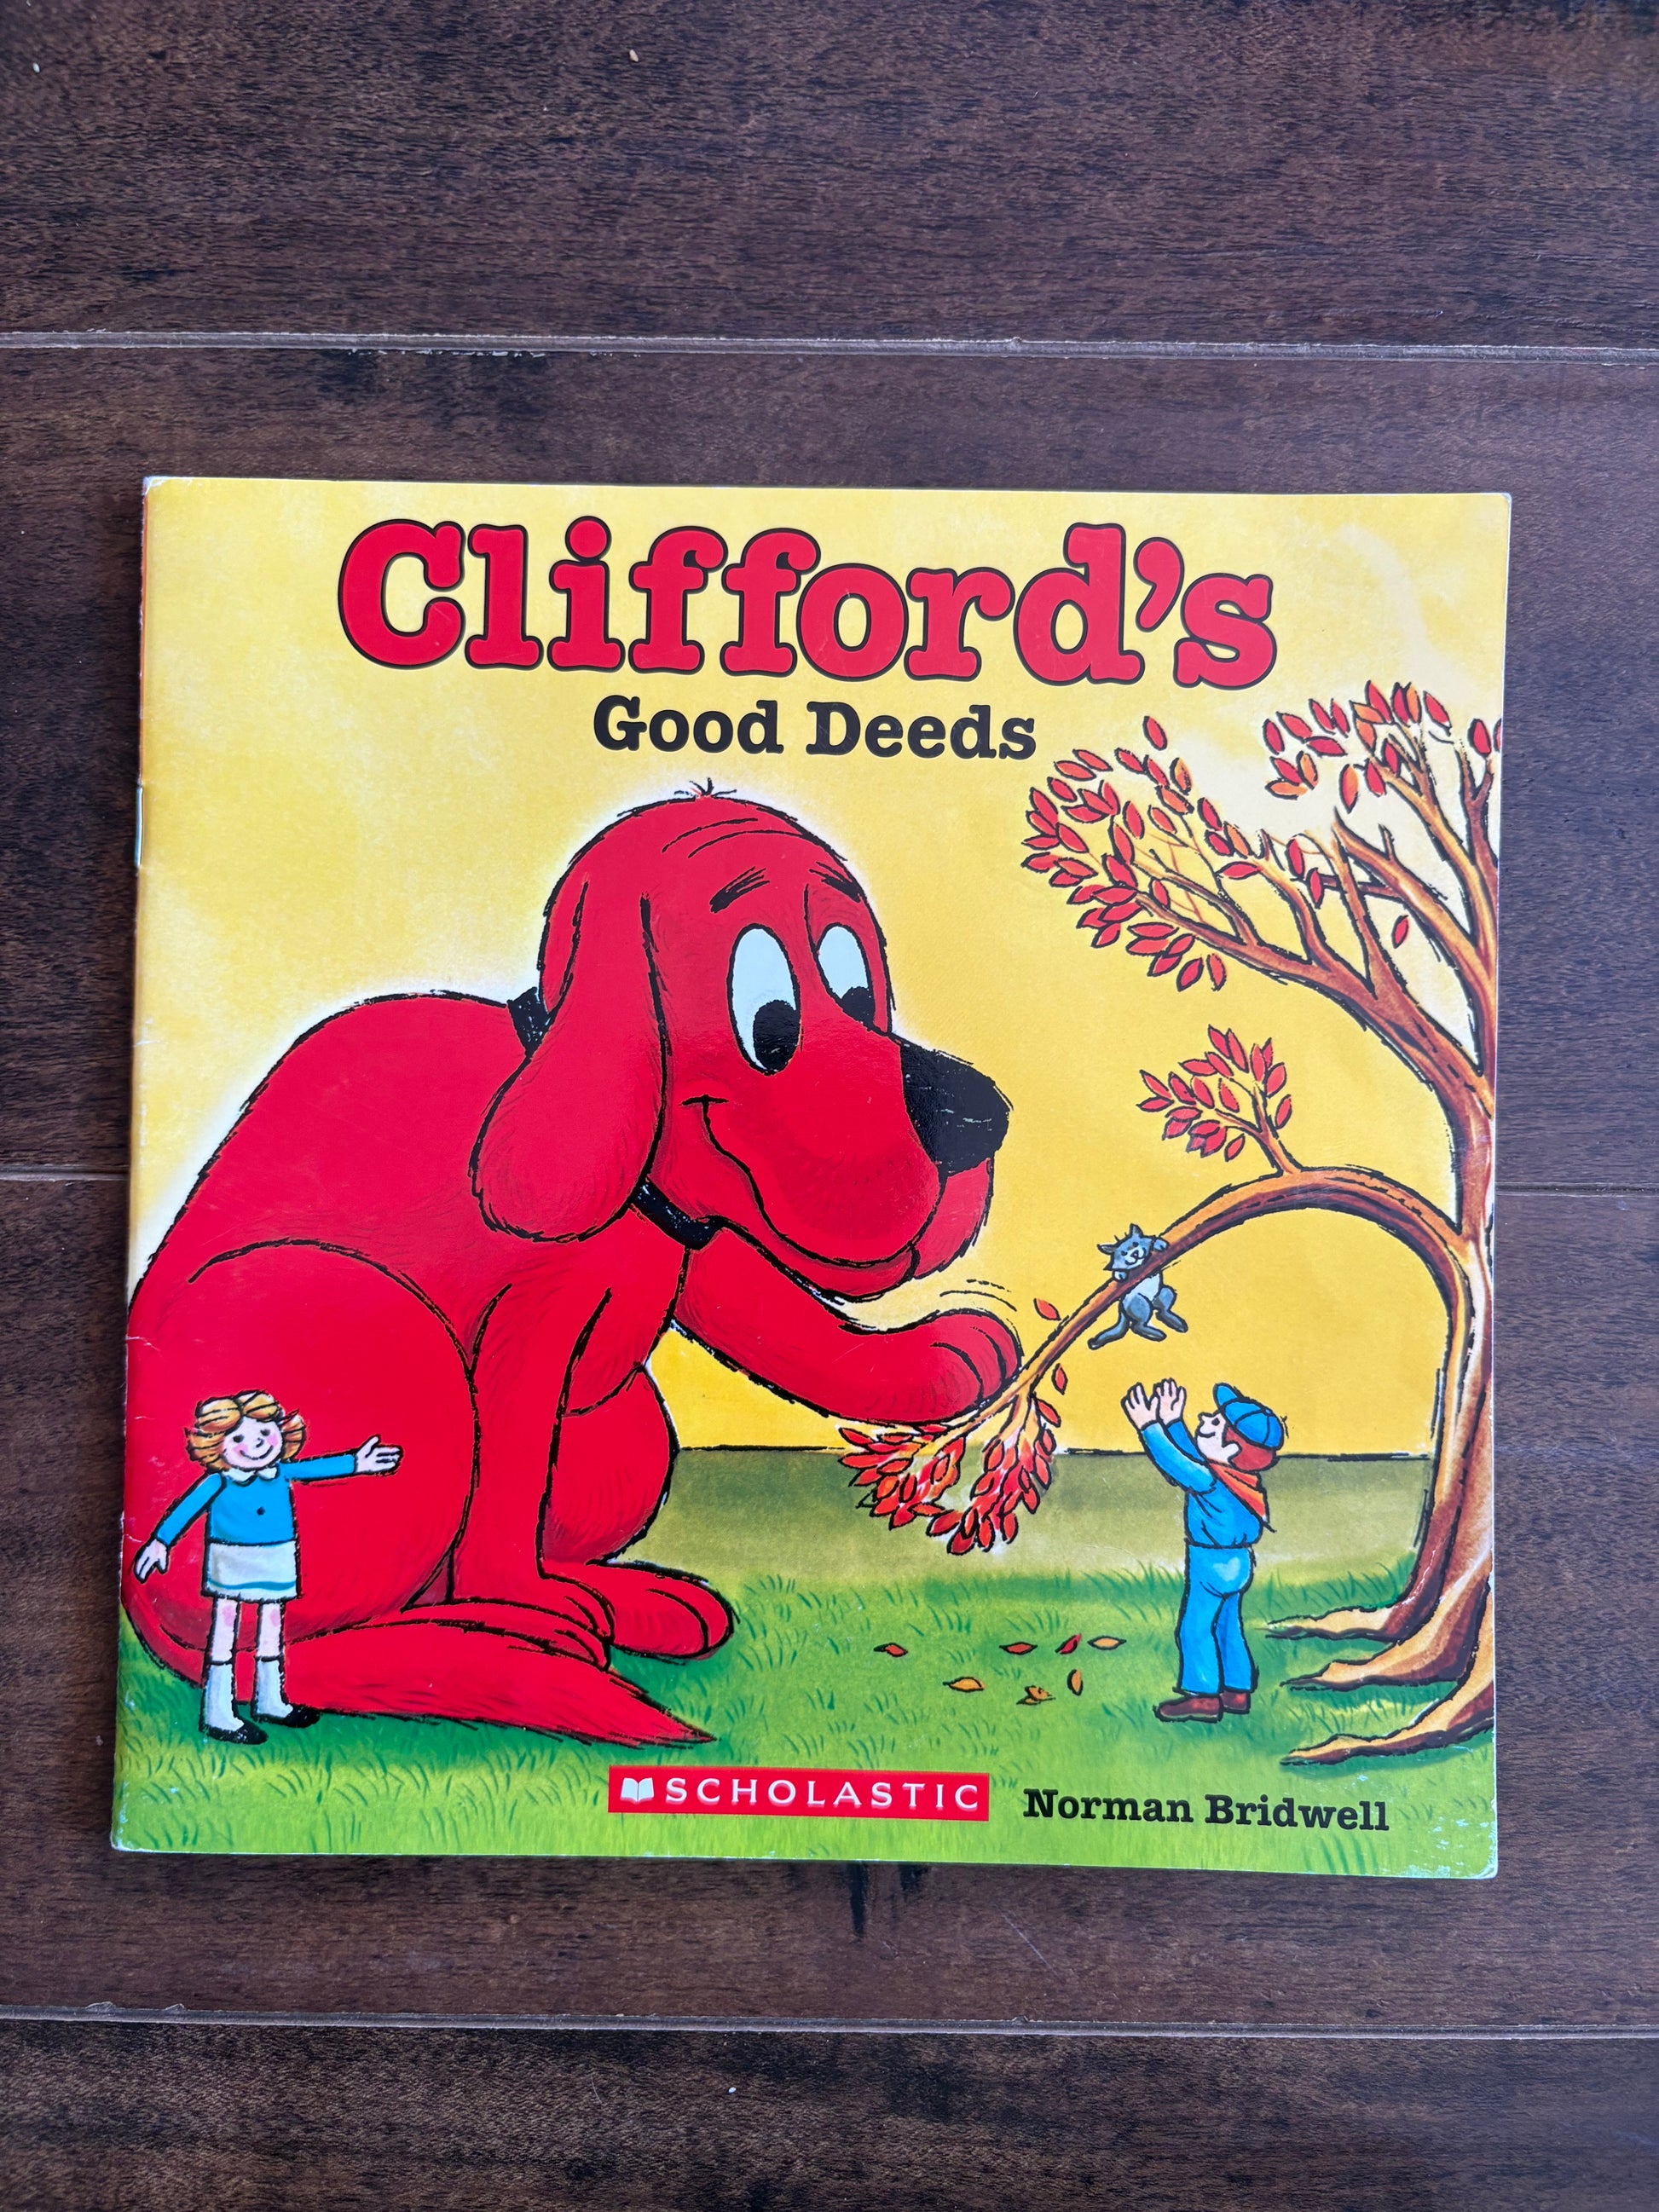 Clifford's
Good Deeds
SCHOLASTIC
Norman Bridwell